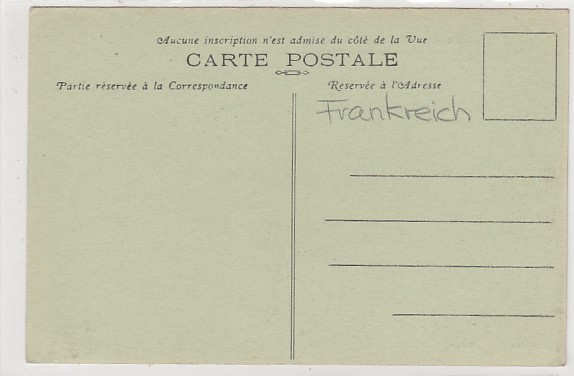 Aucune inscription n'est admise du côté de la Vue
CARTE POSTALE
Partie réservée à la Correspondance
Réservée à l'Adresse
Frankreich